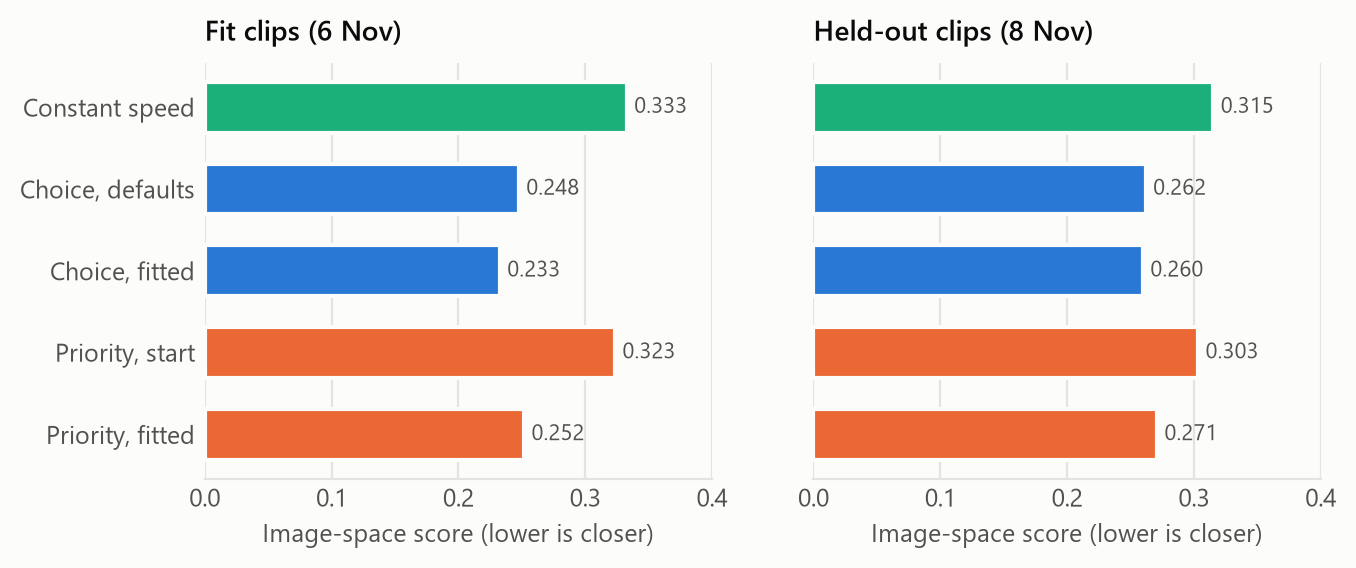 Fit clips (6 Nov)
Constant speed
0.333
Choice, defaults
0.248
Choice, fitted
0.233
Priority, start
0.323
Priority, fitted
0.252
0.0 0.1 0.2 0.3 0.4
Image-space score (lower is closer)
Held-out clips (8 Nov)
0.315
0.262
0.260
0.303
0.271
0.0 0.1 0.2 0.3 0.4
Image-space score (lower is closer)